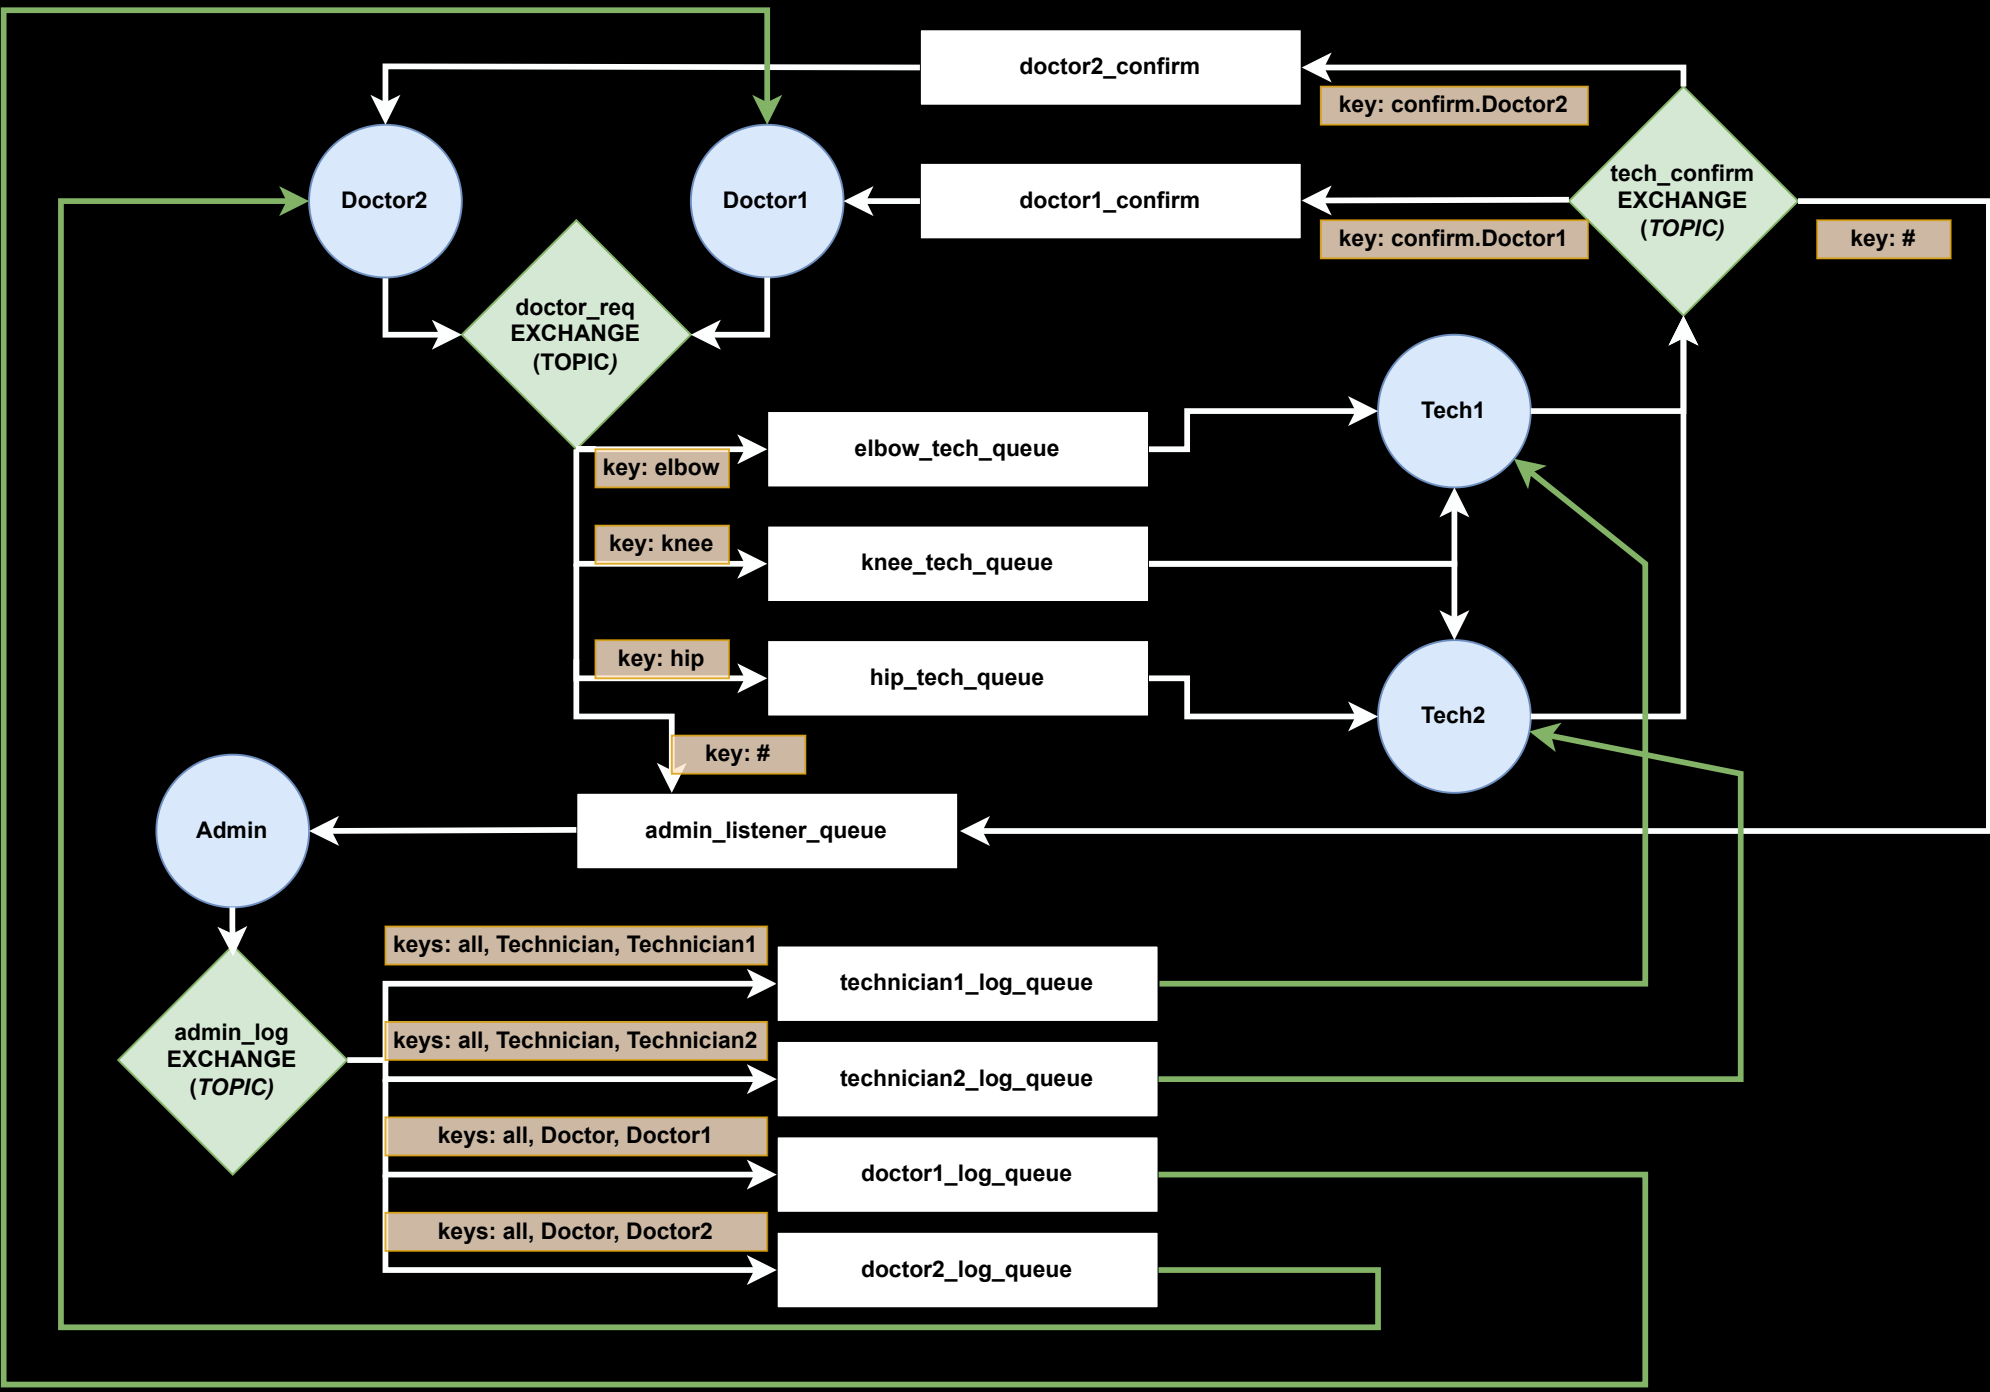 doctor2_confirm
key: confirm.Doctor2
Doctor2
Doctor1
doctor1_confirm
key: confirm.Doctor1
tech_confirm
EXCHANGE
(TOPIC)
key: #
doctor_req
EXCHANGE
(TOPIC)
key: elbow
elbow_tech_queue
Tech1
key: knee
knee_tech_queue
key: hip
hip_tech_queue
Tech2
key: #
Admin
admin_listener_queue
keys: all, Technician, Technician1
technician1_log_queue
admin_log
EXCHANGE
(TOPIC)
keys: all, Technician, Technician2
technician2_log_queue
keys: all, Doctor, Doctor1
doctor1_log_queue
keys: all, Doctor, Doctor2
doctor2_log_queue